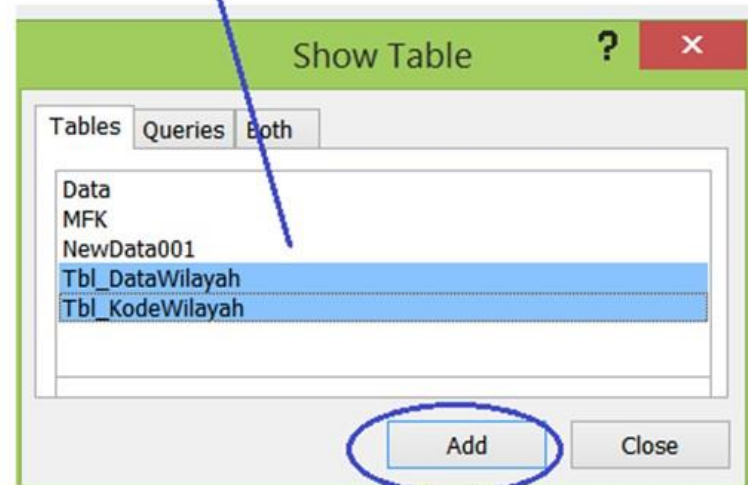 Show Table ? ×
Tables Queries Both
Data
MFK
NewData001
Tbl_DataWilayah
Tbl_KodeWilayah
Add Close